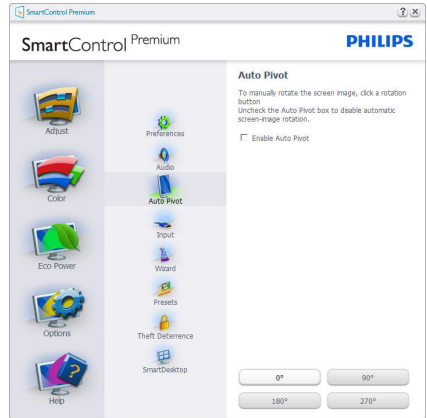 SmartControl Premium
? ×
SmartControl Premium
PHILIPS
Adjust
Color
Eco Power
Options
Help
Preferences
Audio
Auto Pivot
Input
Wizard
Presets
Theft Deterrence
SmartDesktop
Auto Pivot
To manually rotate the screen image, click a rotation
button
Uncheck the Auto Pivot box to disable automatic
screen-image rotation.
Enable Auto Pivot
0°
90°
180°
270°